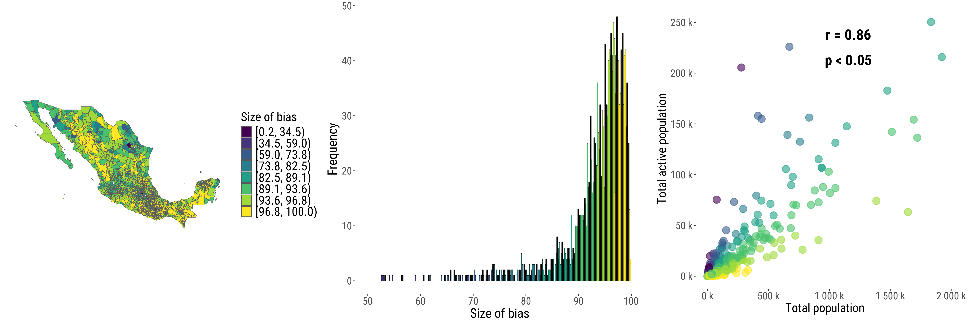 Size of bias
[0.2, 34.5)
[34.5, 59.0)
[59.0, 73.8)
[73.8, 82.5)
[82.5, 89.1)
[89.1, 93.6)
[93.6, 96.8)
[96.8, 100.0)
Frequency
50
40
30
20
10
0
50 60 70 80 90 100
Size of bias
r = 0.86
p < 0.05
Total active population
250 k
200 k
150 k
100 k
50 k
0 k
0 k 500 k 1 000 k 1 500 k 2 000 k
Total population